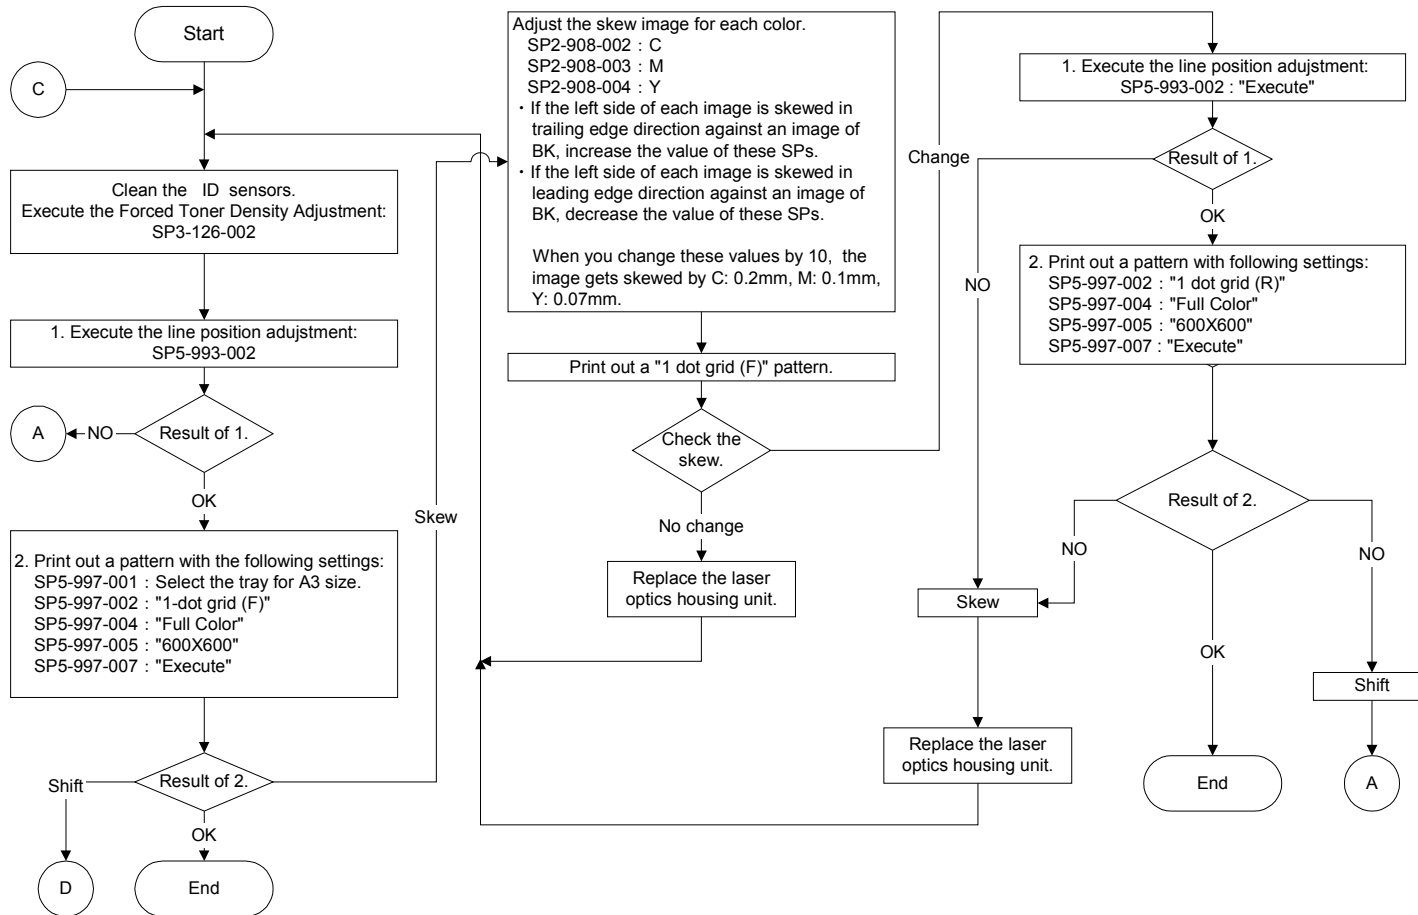 Start
C
Clean the ID sensors.
Execute the Forced Toner Density Adjustment:
SP3-126-002
1. Execute the line position adujstment:
SP5-993-002
Result of 1.
NO
A
OK
2. Print out a pattern with the following settings:
SP5-997-001 : Select the tray for A3 size.
SP5-997-002 : "1-dot grid (F)"
SP5-997-004 : "Full Color"
SP5-997-005 : "600X600"
SP5-997-007 : "Execute"
Result of 2.
Shift
D
OK
End
Skew
Adjust the skew image for each color.
SP2-908-002 : C
SP2-908-003 : M
SP2-908-004 : Y
・If the left side of each image is skewed in
trailing edge direction against an image of
BK, increase the value of these SPs.
・If the left side of each image is skewed in
leading edge direction against an image of
BK, decrease the value of these SPs.
When you change these values by 10, the
image gets skewed by C: 0.2mm, M: 0.1mm,
Y: 0.07mm.
Print out a "1 dot grid (F)" pattern.
Check the
skew.
No change
Replace the laser
optics housing unit.
Change
1. Execute the line position adjustment:
SP5-993-002 : "Execute"
Result of 1.
NO
OK
2. Print out a pattern with following settings:
SP5-997-002 : "1 dot grid (R)"
SP5-997-004 : "Full Color"
SP5-997-005 : "600X600"
SP5-997-007 : "Execute"
Result of 2.
NO
Skew
Replace the laser
optics housing unit.
OK
End
NO
Shift
A